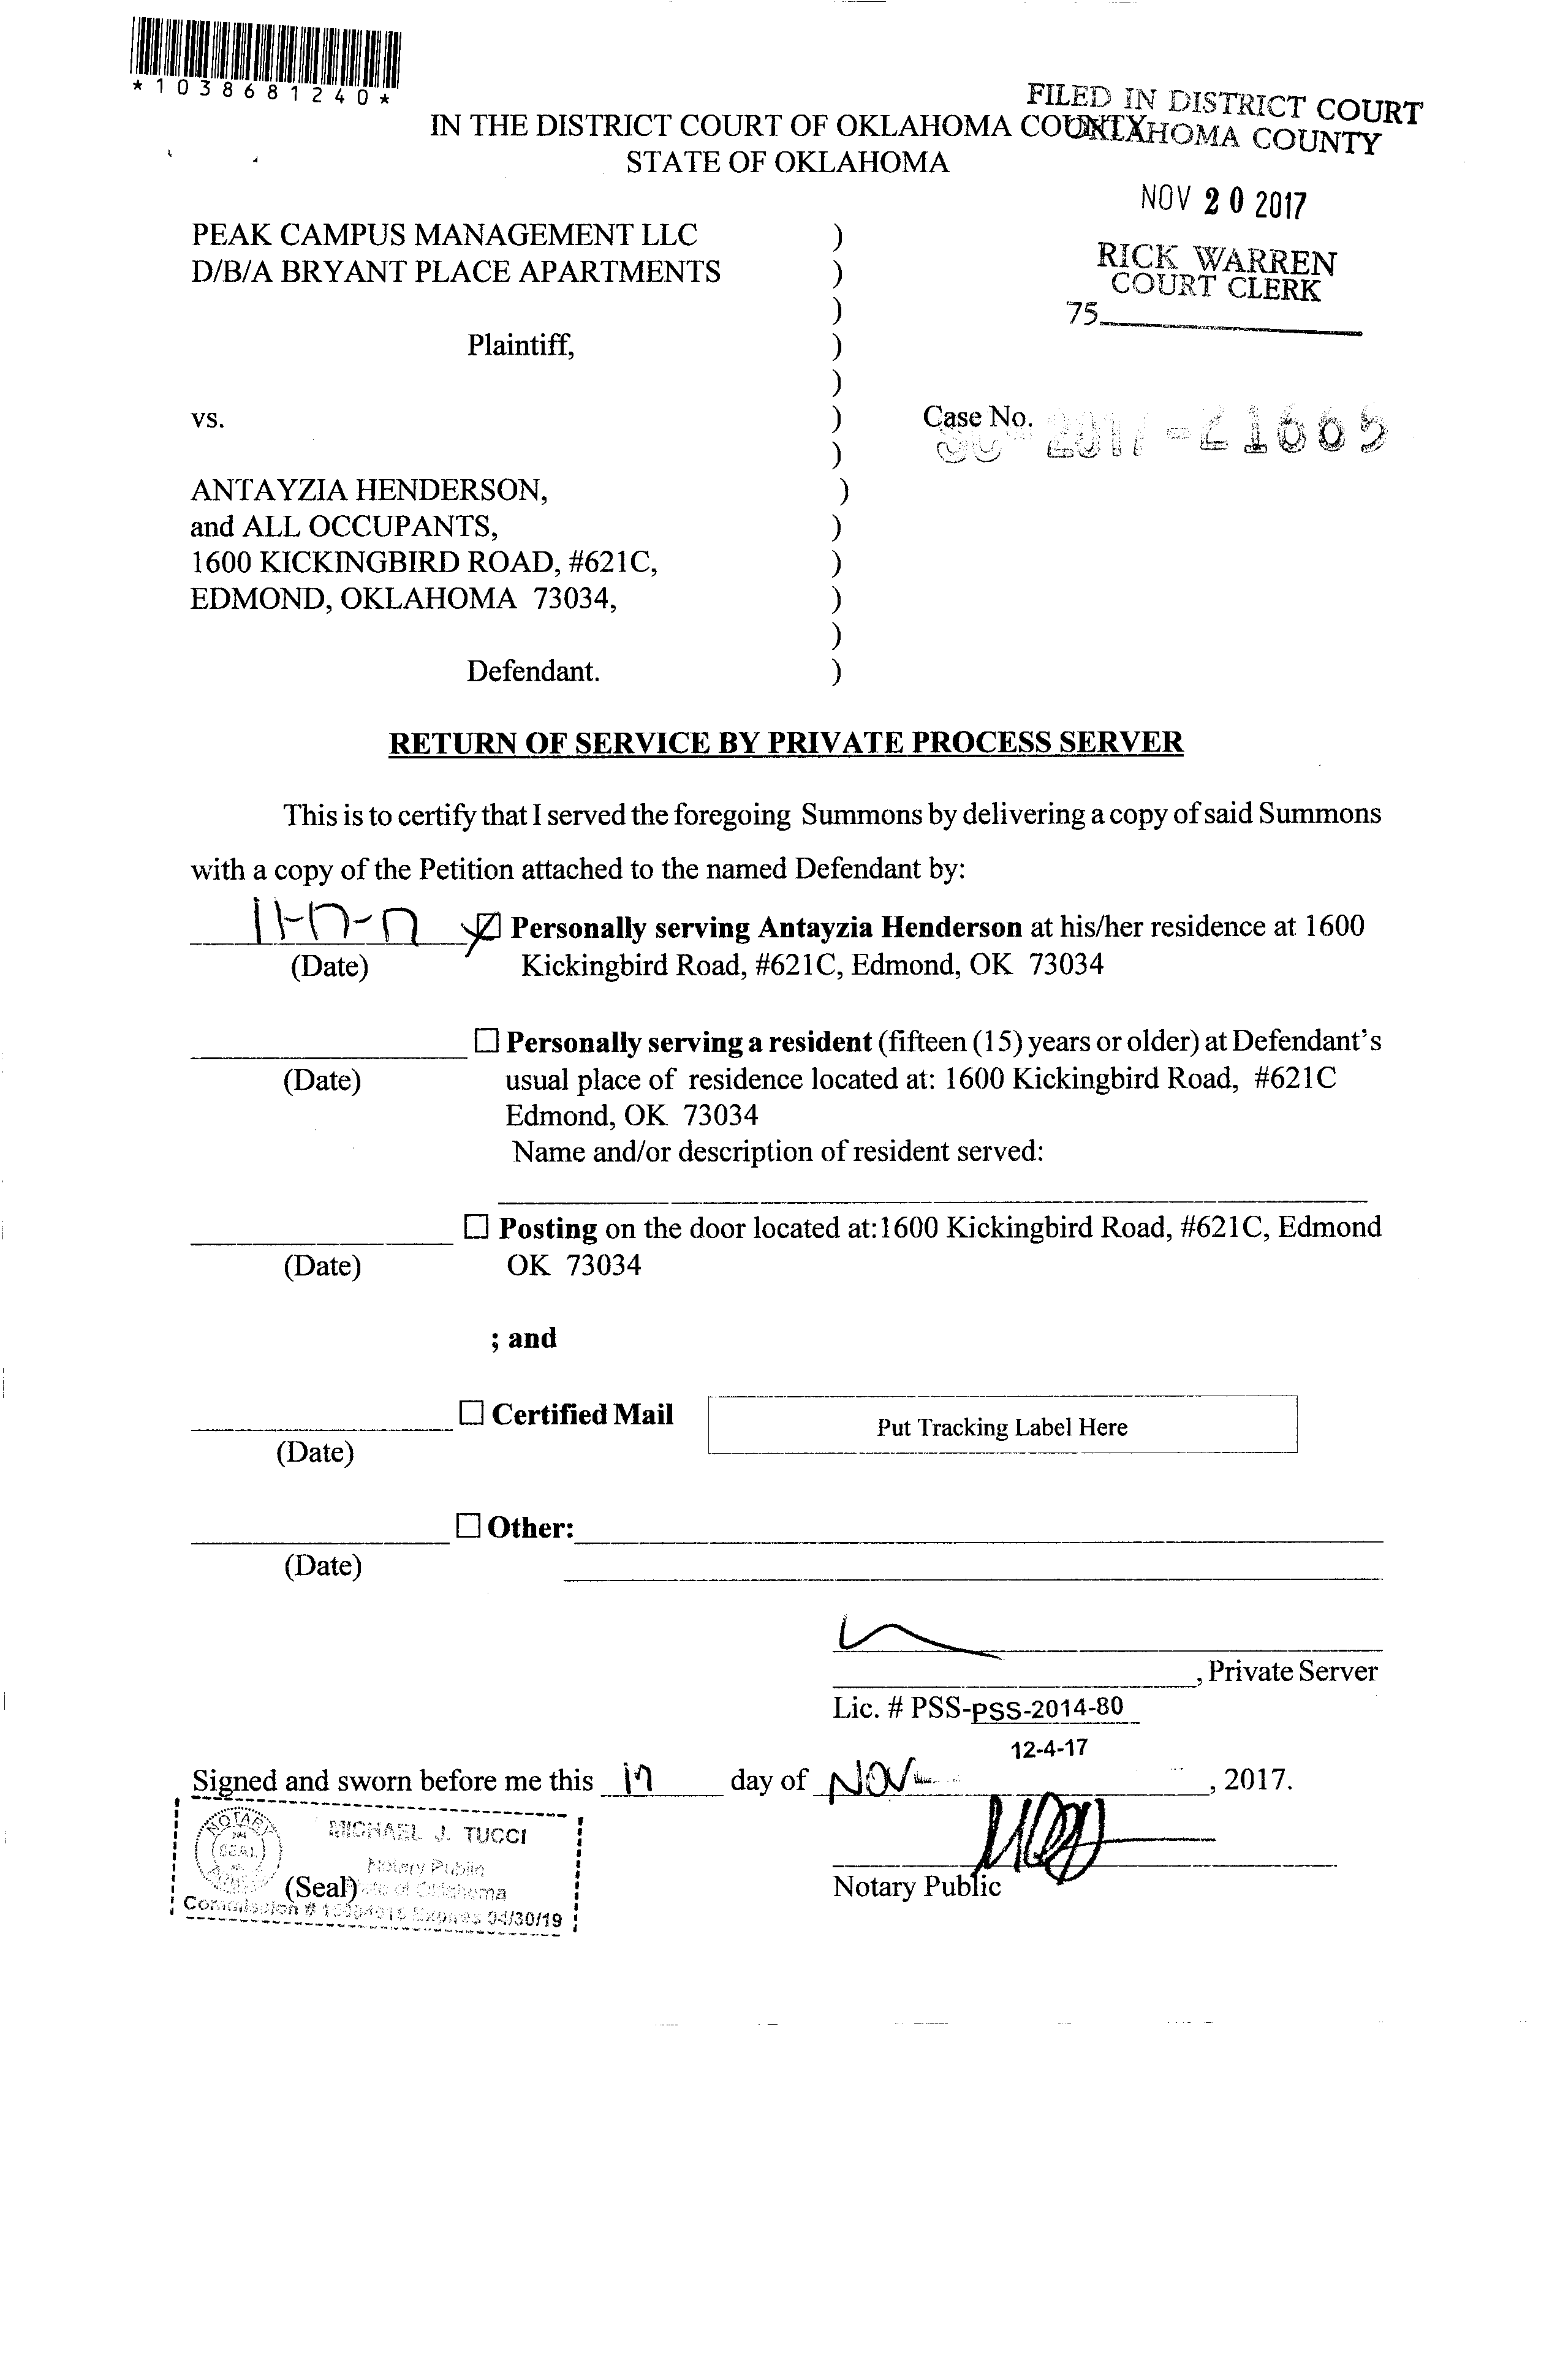 *1038681240*
FILED IN DISTRICT COURT
IN THE DISTRICT COURT OF OKLAHOMA COUNTY
HOMA COUNTY
STATE OF OKLAHOMA
NOV 20 2017
PEAK CAMPUS MANAGEMENT LLC )
D/B/A BRYANT PLACE APARTMENTS )
RICK WARREN
COURT CLERK
)
75
Plaintiff, )
)
vs. )
Case No.
)
ANTAYZIA HENDERSON, )
and ALL OCCUPANTS, )
1600 KICKINGBIRD ROAD, #621C, )
EDMOND, OKLAHOMA 73034, )
)
Defendant. )
RETURN OF SERVICE BY PRIVATE PROCESS SERVER
This is to certify that I served the foregoing Summons by delivering a copy of said Summons
with a copy of the Petition attached to the named Defendant by:
11-17-17 ☑ Personally serving Antayzia Henderson at his/her residence at 1600
(Date) Kickingbird Road, #621C, Edmond, OK 73034
☐ Personally serving a resident (fifteen (15) years or older) at Defendant's
(Date) usual place of residence located at: 1600 Kickingbird Road, #621C
Edmond, OK 73034
Name and/or description of resident served:
☐ Posting on the door located at:1600 Kickingbird Road, #621C, Edmond
(Date) OK 73034
; and
☐ Certified Mail Put Tracking Label Here
(Date)
☐ Other:
(Date)
, Private Server
Lic. # PSS-PSS-2014-80
12-4-17
Signed and sworn before me this 17 day of NOV , 2017.
NOTARY
SEAL
MICHAEL J. TUCCI
Notary Public
(Seal) State of Oklahoma
Commission # Expires 04/30/19
Notary Public